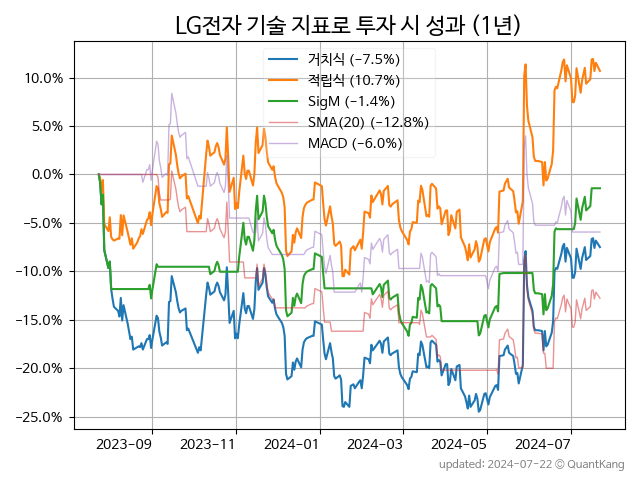 LG전자 기술 지표로 투자 시 성과 (1년)
거치식 (−7.5%)
적립식 (10.7%)
SigM (−1.4%)
SMA(20) (−12.8%)
MACD (−6.0%)
10.0%
5.0%
0.0%
−5.0%
−10.0%
−15.0%
−20.0%
−25.0%
2023−09 2023−11 2024−01 2024−03 2024−05 2024−07
updated: 2024−07−22 © QuantKang